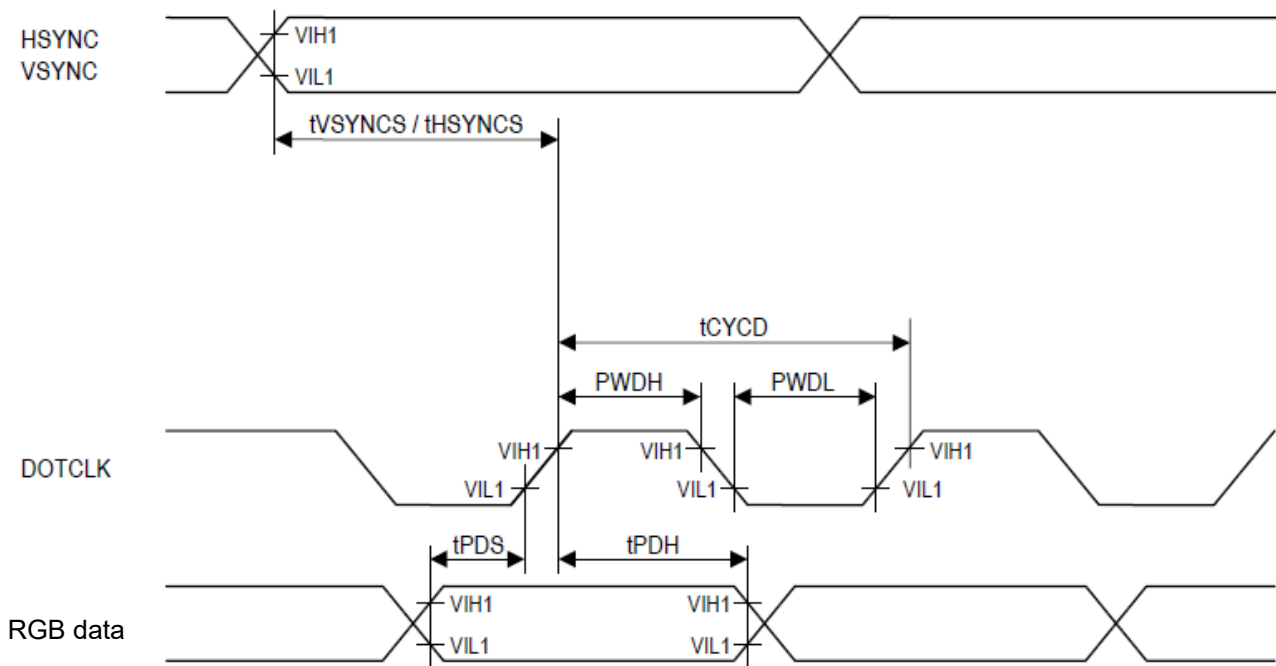 HSYNC
VSYNC
VIH1
VIL1
tVSYNCS / tHSYNCS
tCYCD
PWDH PWDL
DOTCLK
VIH1 VIH1 VIH1
VIL1 VIL1 VIL1
tPDS tPDH
RGB data
VIH1 VIH1
VIL1 VIL1